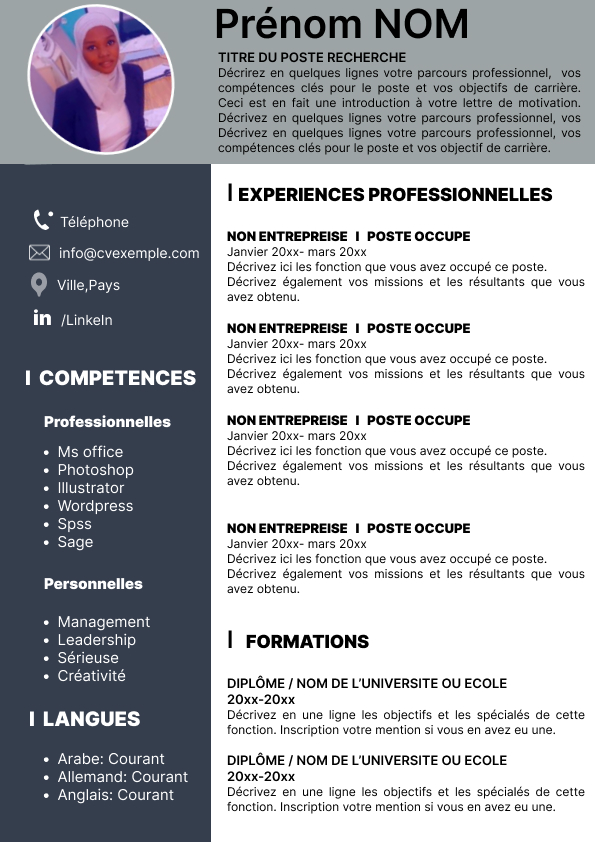 Prénom NOM
TITRE DU POSTE RECHERCHE
Décrirez en quelques lignes votre parcours professionnel, vos
compétences clés pour le poste et vos objectifs de carrière.
Ceci est en fait une introduction à votre lettre de motivation.
Décrivez en quelques lignes votre parcours professionnel, vos
Décrivez en quelques lignes votre parcours professionnel, vos
compétences clés pour le poste et vos objectif de carrière.
Téléphone
info@cvexemple.com
Ville,Pays
in /LinkeIn
I COMPETENCES
Professionnelles
• Ms office
• Photoshop
• Illustrator
• Wordpress
• Spss
• Sage
Personnelles
• Management
• Leadership
• Sérieuse
• Créativité
I LANGUES
• Arabe: Courant
• Allemand: Courant
• Anglais: Courant
I EXPERIENCES PROFESSIONNELLES
NON ENTREPREISE I POSTE OCCUPE
Janvier 20xx- mars 20xx
Décrivez ici les fonction que vous avez occupé ce poste.
Décrivez également vos missions et les résultants que vous
avez obtenu.
NON ENTREPREISE I POSTE OCCUPE
Janvier 20xx- mars 20xx
Décrivez ici les fonction que vous avez occupé ce poste.
Décrivez également vos missions et les résultants que vous
avez obtenu.
NON ENTREPREISE I POSTE OCCUPE
Janvier 20xx- mars 20xx
Décrivez ici les fonction que vous avez occupé ce poste.
Décrivez également vos missions et les résultants que vous
avez obtenu.
NON ENTREPREISE I POSTE OCCUPE
Janvier 20xx- mars 20xx
Décrivez ici les fonction que vous avez occupé ce poste.
Décrivez également vos missions et les résultants que vous
avez obtenu.
I FORMATIONS
DIPLÔME / NOM DE L’UNIVERSITE OU ECOLE
20xx-20xx
Décrivez en une ligne les objectifs et les spécialés de cette
fonction. Inscription votre mention si vous en avez eu une.
DIPLÔME / NOM DE L’UNIVERSITE OU ECOLE
20xx-20xx
Décrivez en une ligne les objectifs et les spécialés de cette
fonction. Inscription votre mention si vous en avez eu une.